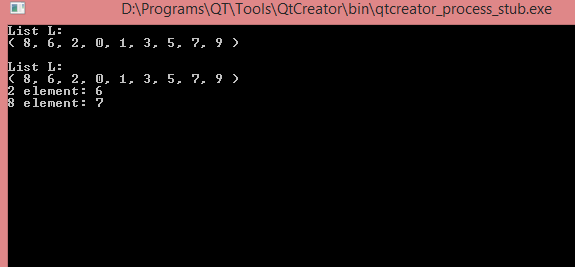 D:\Programs\QT\Tools\QtCreator\bin\qtcreator_process_stub.exe
List L:
( 8, 6, 2, 0, 1, 3, 5, 7, 9 )
List L:
( 8, 6, 2, 0, 1, 3, 5, 7, 9 )
2 element: 6
8 element: 7